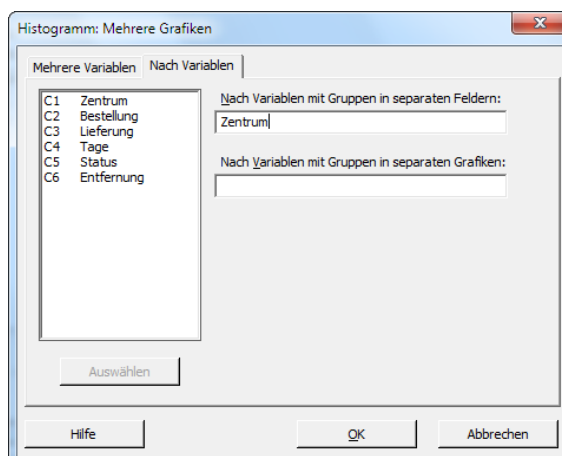 Histogramm: Mehrere Grafiken
Mehrere Variablen
Nach Variablen
C1 Zentrum
C2 Bestellung
C3 Lieferung
C4 Tage
C5 Status
C6 Entfernung
Nach Variablen mit Gruppen in separaten Feldern:
Zentrum
Nach Variablen mit Gruppen in separaten Grafiken:
Auswählen
Hilfe
OK
Abbrechen